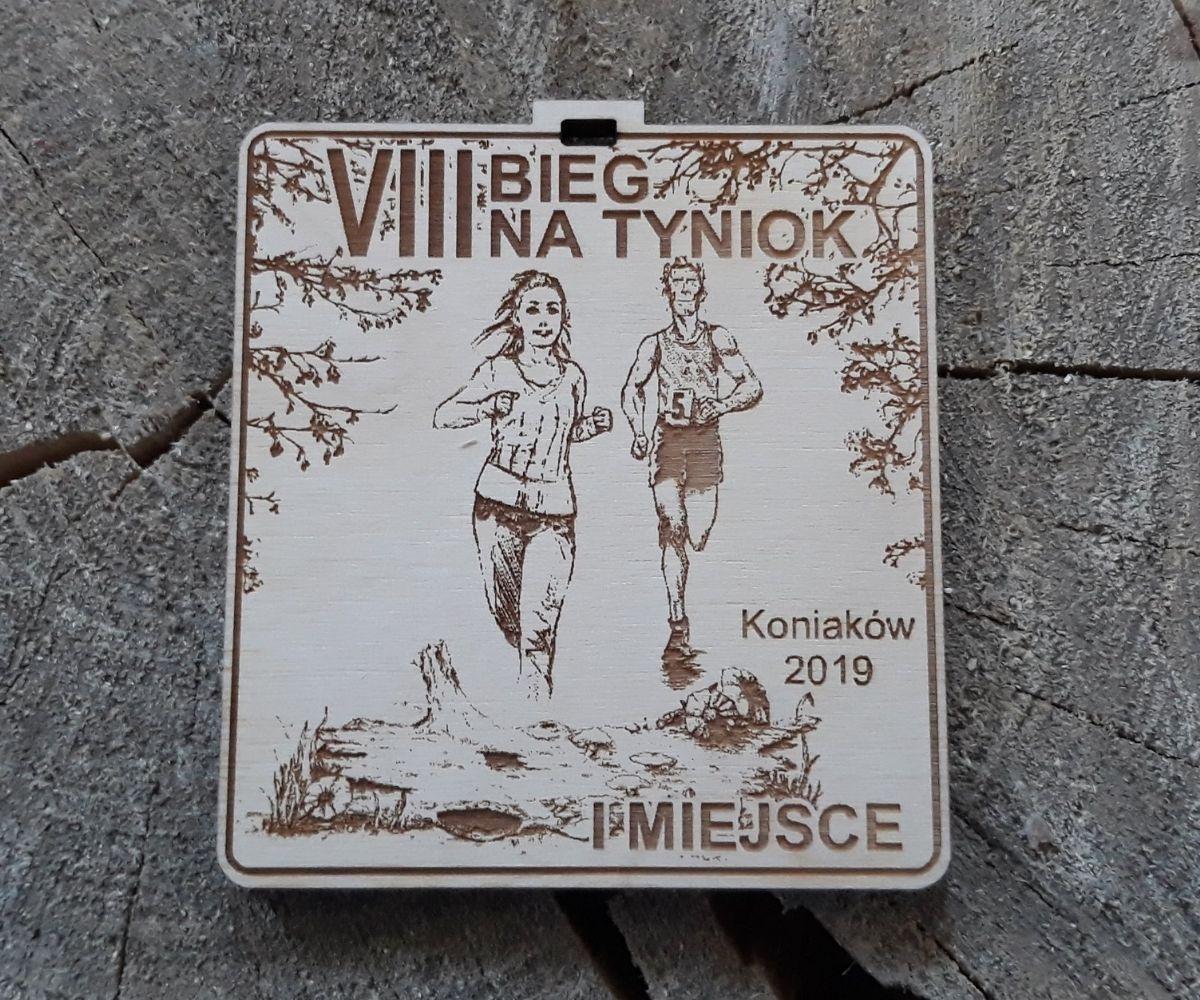 VIII BIEG
NA TYNIOK
5
Koniaków
2019
I MIEJSCE